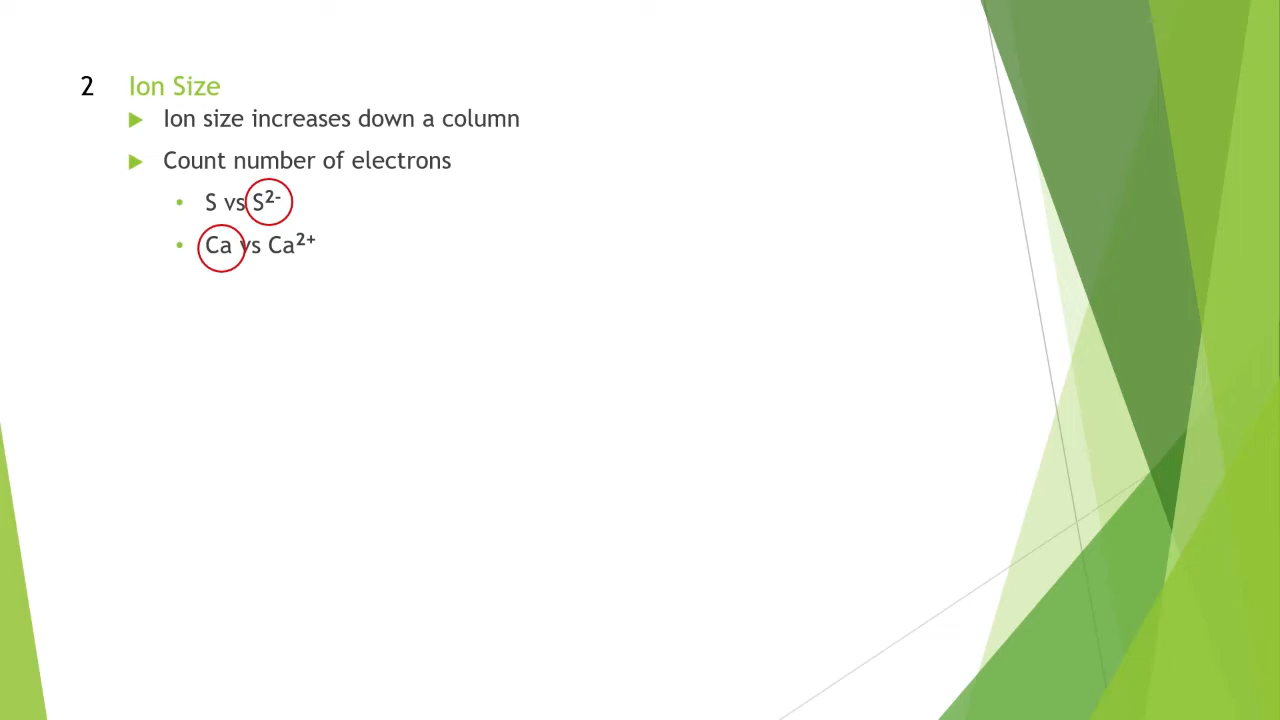 2 Ion Size
Ion size increases down a column
Count number of electrons
S vs S²⁻
Ca vs Ca²⁺